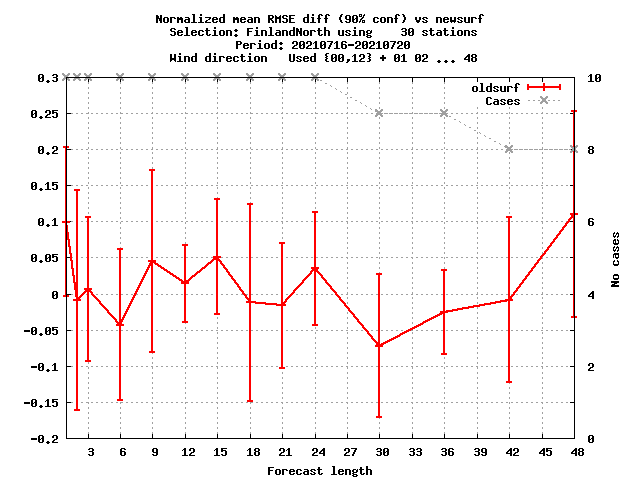 Normalized mean RMSE diff (90% conf) vs newsurf
Selection: FinlandNorth using    30 stations
Period: 20210716-20210720
Wind direction   Used {00,12} + 01 02 ... 48
oldsurf
Cases
0.3
0.25
0.2
0.15
0.1
0.05
0
-0.05
-0.1
-0.15
-0.2
10
8
6
4
2
0
No cases
3 6 9 12 15 18 21 24 27 30 33 36 39 42 45 48
Forecast length